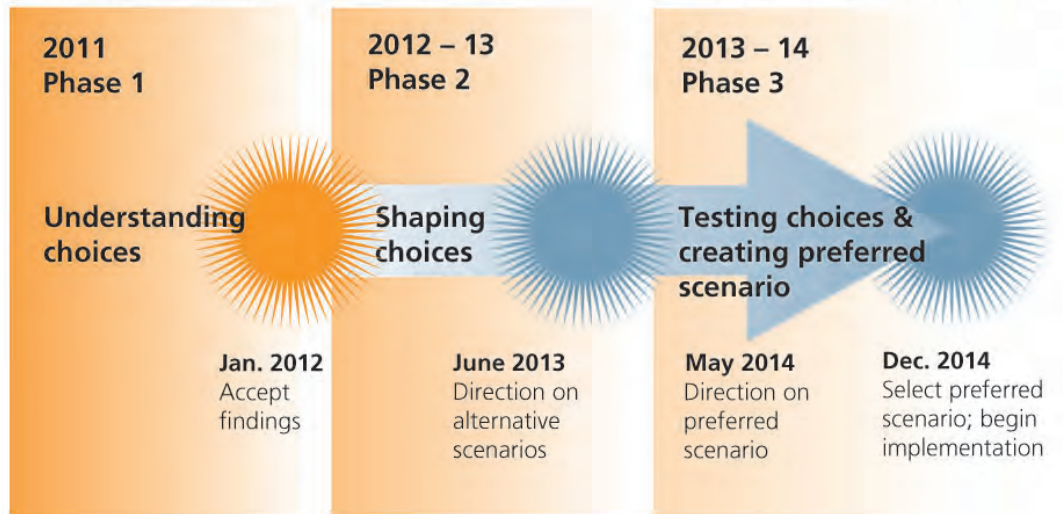 2011
Phase 1
2012 – 13
Phase 2
2013 – 14
Phase 3
Understanding
choices
Shaping
choices
Testing choices &
creating preferred
scenario
Jan. 2012
Accept
findings
June 2013
Direction on
alternative
scenarios
May 2014
Direction on
preferred
scenario
Dec. 2014
Select preferred
scenario; begin
implementation